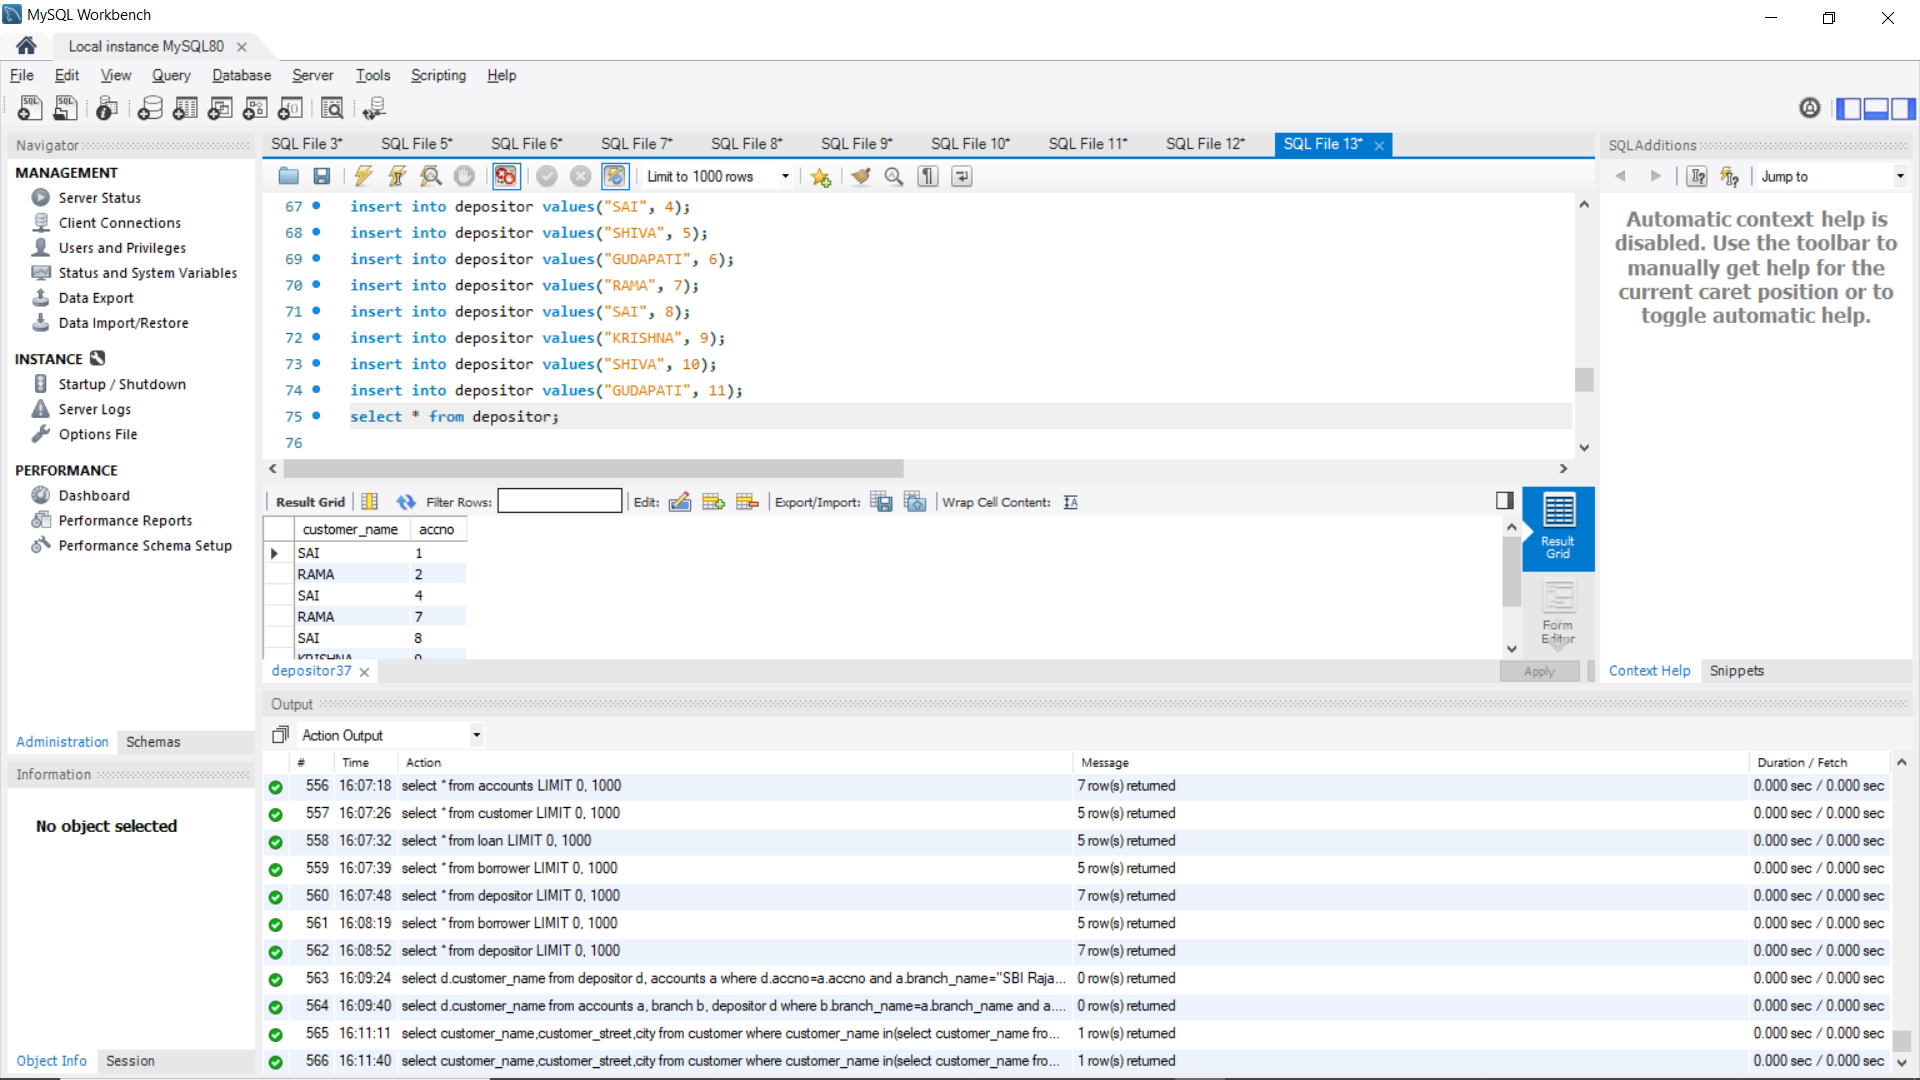 MySQL Workbench
Local instance MySQL80
File Edit View Query Database Server Tools Scripting Help
Navigator
MANAGEMENT
Server Status
Client Connections
Users and Privileges
Status and System Variables
Data Export
Data Import/Restore
INSTANCE
Startup / Shutdown
Server Logs
Options File
PERFORMANCE
Dashboard
Performance Reports
Performance Schema Setup
Administration Schemas
Information
No object selected
Object Info Session
SQL File 3* SQL File 5* SQL File 6* SQL File 7* SQL File 8* SQL File 9* SQL File 10* SQL File 11* SQL File 12* SQL File 13*
Limit to 1000 rows
67 insert into depositor values("SAI", 4);
68 insert into depositor values("SHIVA", 5);
69 insert into depositor values("GUDAPATI", 6);
70 insert into depositor values("RAMA", 7);
71 insert into depositor values("SAI", 8);
72 insert into depositor values("KRISHNA", 9);
73 insert into depositor values("SHIVA", 10);
74 insert into depositor values("GUDAPATI", 11);
75 select * from depositor;
76
Result Grid Filter Rows: Edit: Export/Import: Wrap Cell Content:
customer_name accno
SAI 1
RAMA 2
SAI 4
RAMA 7
SAI 8
KRISHNA 9
Result
Grid
Form
Editor
depositor37
Apply
SQLAdditions
Jump to
Automatic context help is
disabled. Use the toolbar to
manually get help for the
current caret position or to
toggle automatic help.
Context Help Snippets
Output
Action Output
# Time Action Message Duration / Fetch
556 16:07:18 select * from accounts LIMIT 0, 1000 7 row(s) returned 0.000 sec / 0.000 sec
557 16:07:26 select * from customer LIMIT 0, 1000 5 row(s) returned 0.000 sec / 0.000 sec
558 16:07:32 select * from loan LIMIT 0, 1000 5 row(s) returned 0.000 sec / 0.000 sec
559 16:07:39 select * from borrower LIMIT 0, 1000 5 row(s) returned 0.000 sec / 0.000 sec
560 16:07:48 select * from depositor LIMIT 0, 1000 7 row(s) returned 0.000 sec / 0.000 sec
561 16:08:19 select * from borrower LIMIT 0, 1000 5 row(s) returned 0.000 sec / 0.000 sec
562 16:08:52 select * from depositor LIMIT 0, 1000 7 row(s) returned 0.000 sec / 0.000 sec
563 16:09:24 select d.customer_name from depositor d, accounts a where d.accno=a.accno and a.branch_name="SBI Raja... 0 row(s) returned 0.000 sec / 0.000 sec
564 16:09:40 select d.customer_name from accounts a, branch b, depositor d where b.branch_name=a.branch_name and a.... 0 row(s) returned 0.000 sec / 0.000 sec
565 16:11:11 select customer_name,customer_street,city from customer where customer_name in(select customer_name fro... 1 row(s) returned 0.000 sec / 0.000 sec
566 16:11:40 select customer_name,customer_street,city from customer where customer_name in(select customer_name fro... 1 row(s) returned 0.000 sec / 0.000 sec